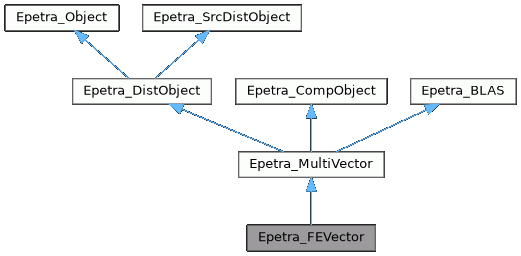 Epetra_Object
Epetra_SrcDistObject
Epetra_DistObject
Epetra_CompObject
Epetra_BLAS
Epetra_MultiVector
Epetra_FEVector